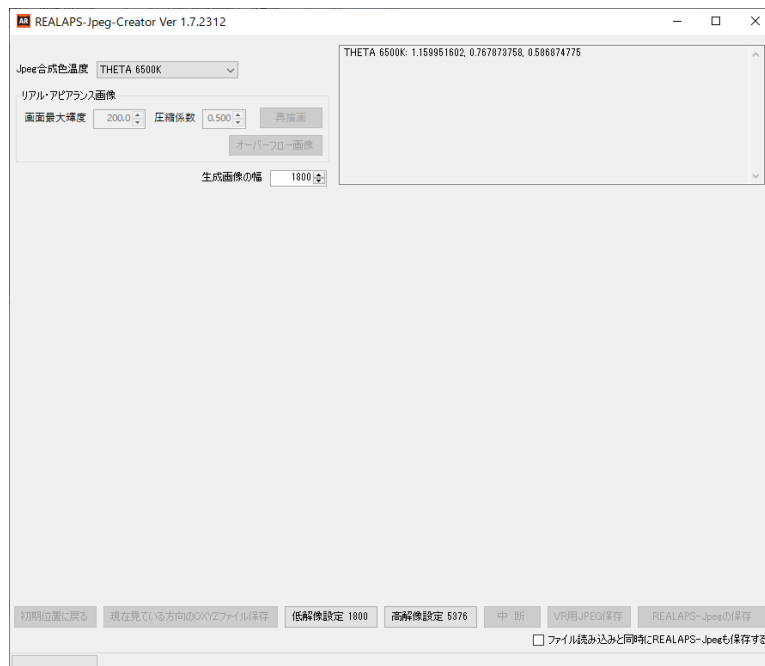 AR REALAPS-Jpeg-Creator Ver 1.7.2312
Jpeg合成色温度 THETA 6500K
THETA 6500K: 1.159951602, 0.767873758, 0.586874775
リアル・アピアランス画像
画面最大輝度 200.0 圧縮係数 0.500 再描画
オーバーフロー画像
生成画像の幅 1800
初期位置に戻る 現在見ている方向のOXYZファイル保存 低解像設定 1800 高解像設定 5376 中 断 VR用JPEG保存 REALAPS-Jpegの保存
ファイル読み込みと同時にREALAPS-Jpegも保存する